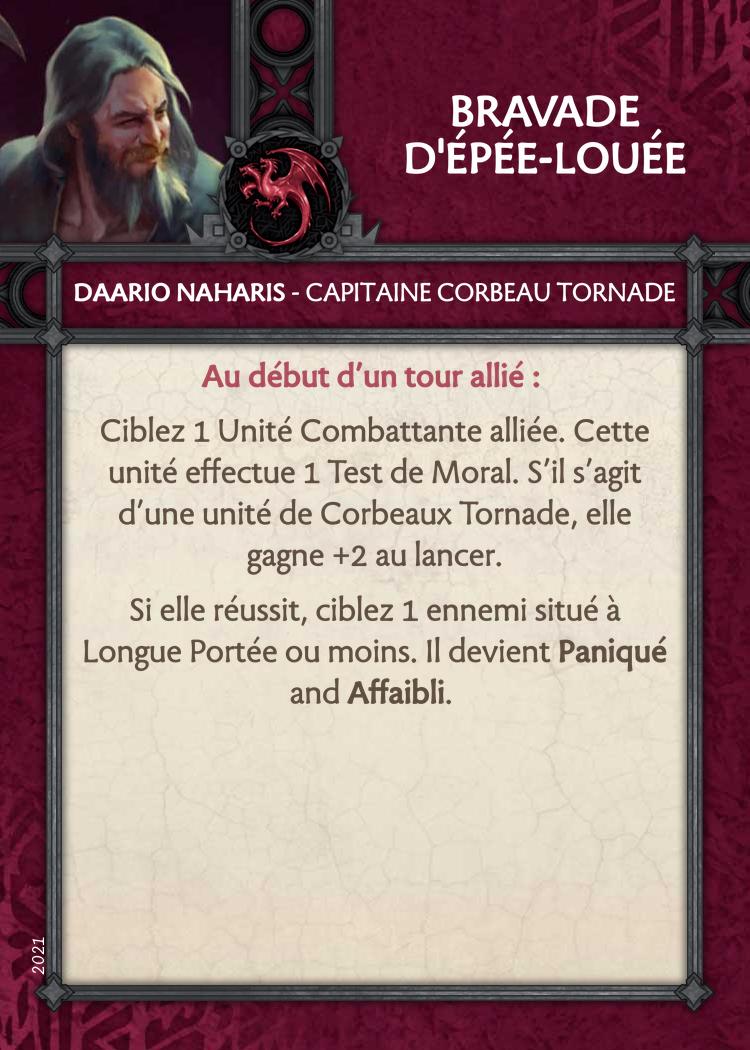 BRAVADE
D'ÉPÉE-LOUÉE
DAARIO NAHARIS - CAPITAINE CORBEAU TORNADE
Au début d’un tour allié :
Ciblez 1 Unité Combattante alliée. Cette
unité effectue 1 Test de Moral. S’il s’agit
d’une unité de Corbeaux Tornade, elle
gagne +2 au lancer.
Si elle réussit, ciblez 1 ennemi situé à
Longue Portée ou moins. Il devient Paniqué
and Affaibli.
2021